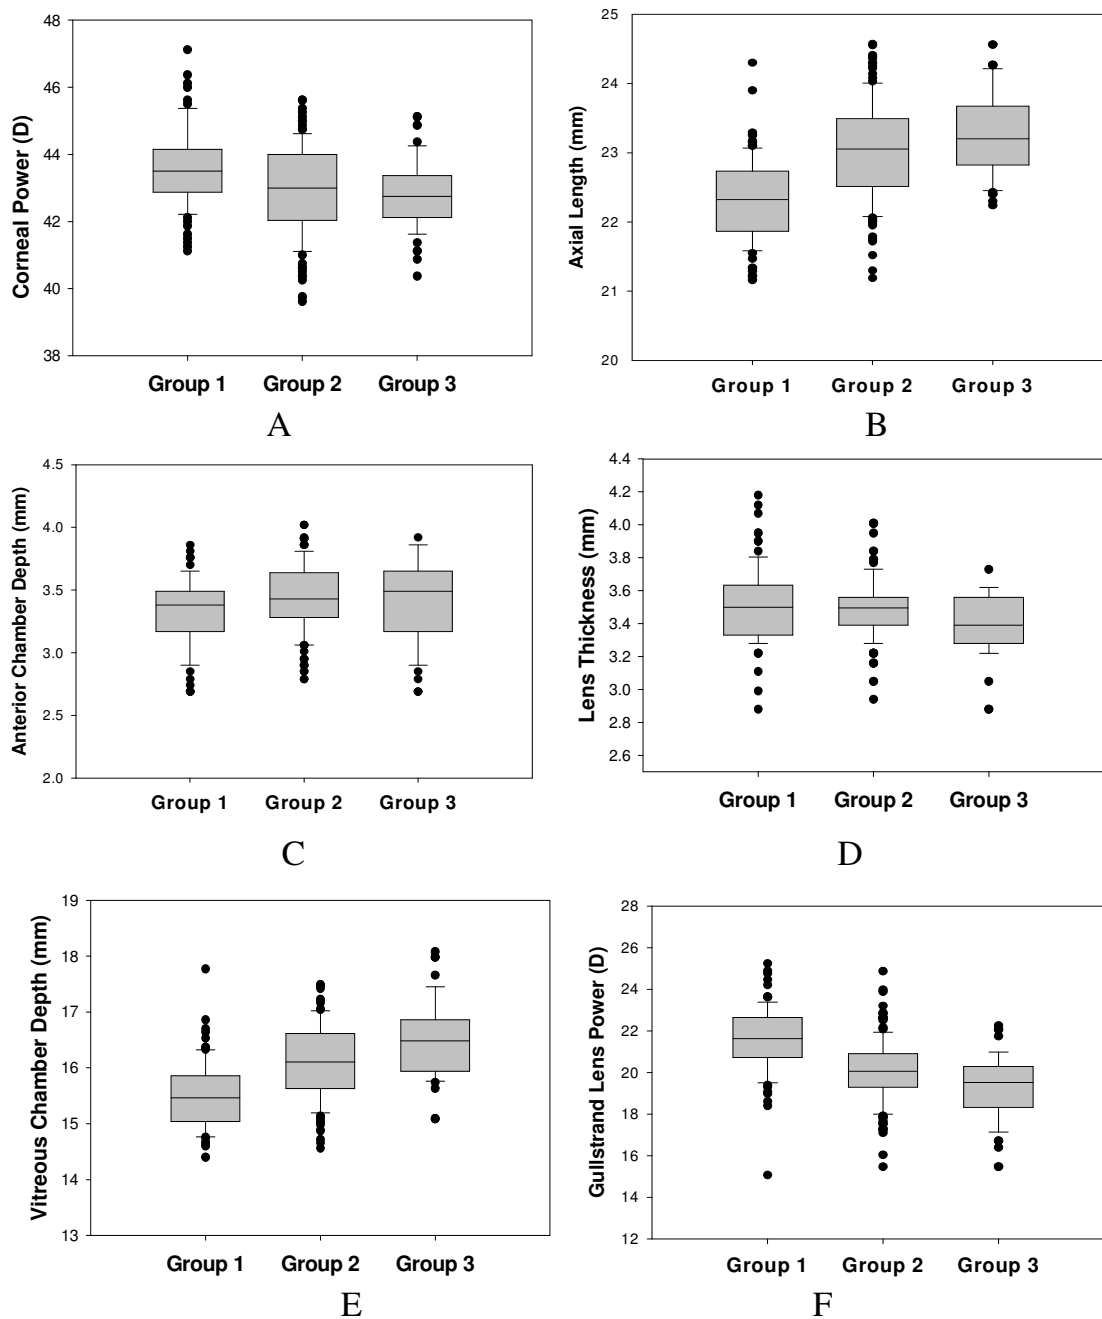 Corneal Power (D)
48
46
44
42
40
38
Group 1 Group 2 Group 3
A
Axial Length (mm)
25
24
23
22
21
20
Group 1 Group 2 Group 3
B
Anterior Chamber Depth (mm)
4.5
4.0
3.5
3.0
2.5
2.0
Group 1 Group 2 Group 3
C
Lens Thickness (mm)
4.4
4.2
4.0
3.8
3.6
3.4
3.2
3.0
2.8
2.6
Group 1 Group 2 Group 3
D
Vitreous Chamber Depth (mm)
19
18
17
16
15
14
13
Group 1 Group 2 Group 3
E
Gullstrand Lens Power (D)
28
26
24
22
20
18
16
14
12
Group 1 Group 2 Group 3
F